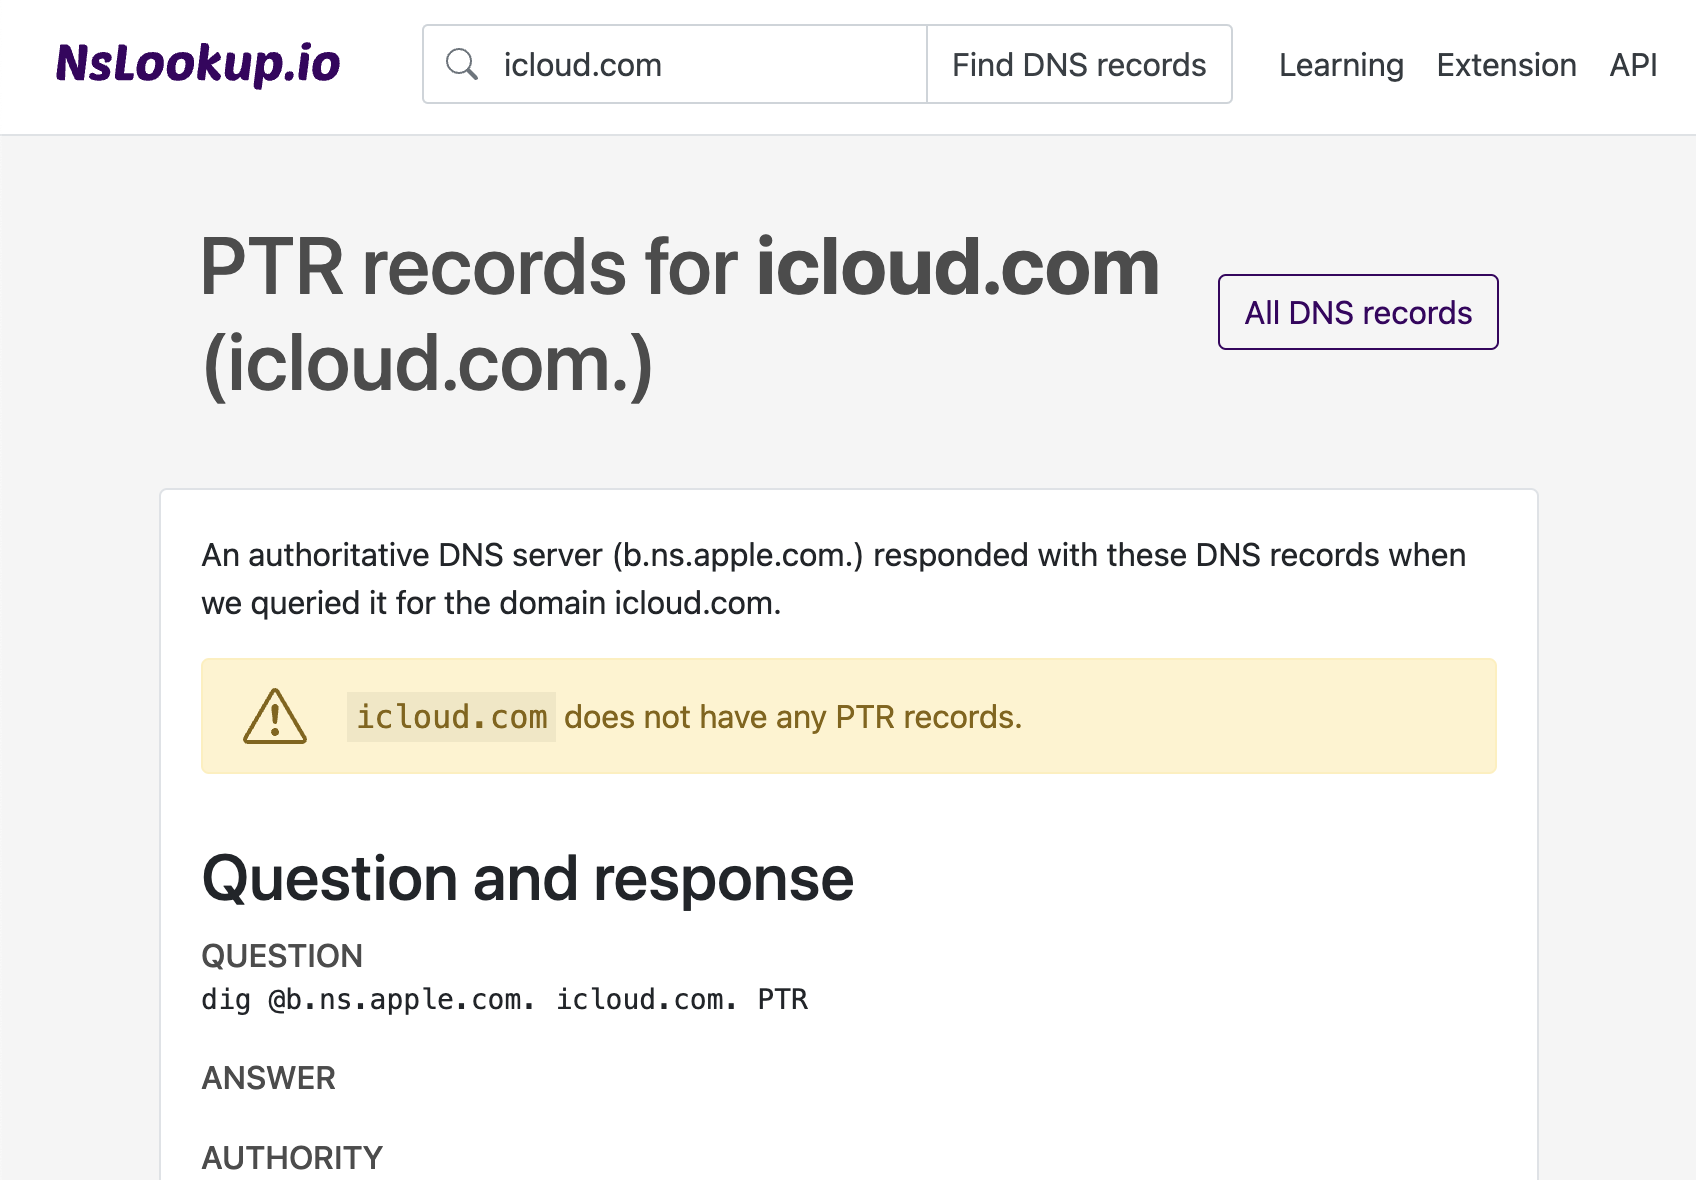 NsLookup.io
icloud.com
Find DNS records
Learning
Extension
API
PTR records for icloud.com
(icloud.com.)
All DNS records
An authoritative DNS server (b.ns.apple.com.) responded with these DNS records when
we queried it for the domain icloud.com.
icloud.com does not have any PTR records.
Question and response
QUESTION
dig @b.ns.apple.com. icloud.com. PTR
ANSWER
AUTHORITY